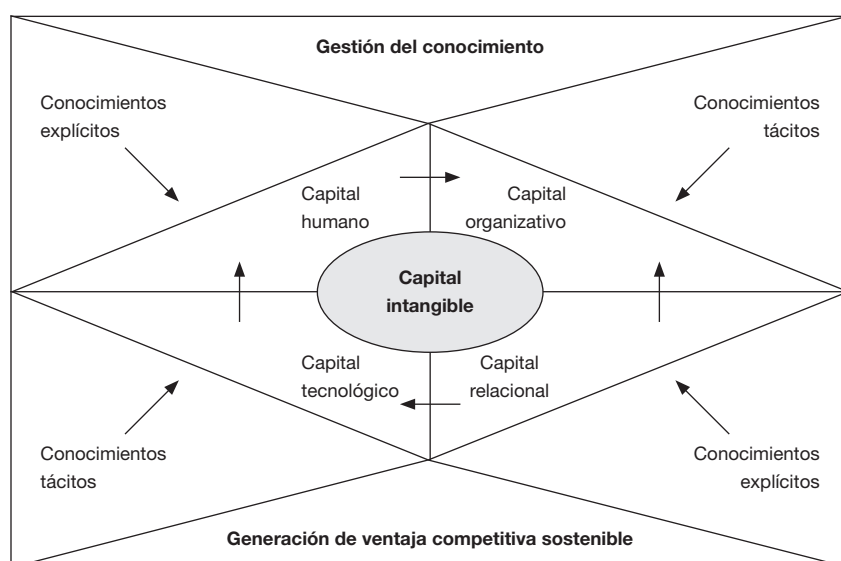 Gestión del conocimiento
Conocimientos
explícitos
Conocimientos
tácitos
Capital
humano
Capital
organizativo
Capital
intangible
Capital
tecnológico
Capital
relacional
Conocimientos
tácitos
Conocimientos
explícitos
Generación de ventaja competitiva sostenible